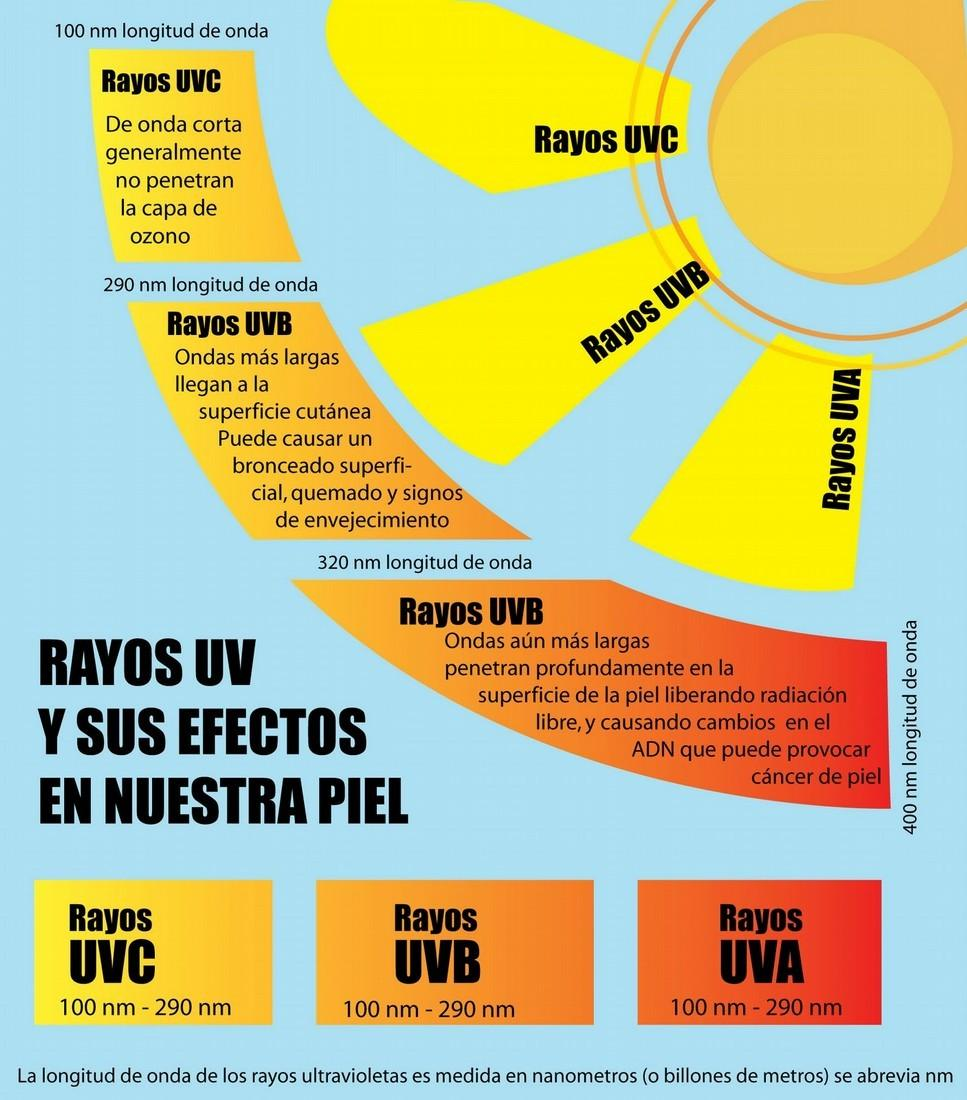 100 nm longitud de onda
Rayos UVC
De onda corta
generalmente
no penetran
la capa de
ozono
Rayos UVC
290 nm longitud de onda
Rayos UVB
Ondas más largas
llegan a la
superficie cutánea
Puede causar un
bronceado superfi-
cial, quemado y signos
de envejecimiento
Rayos UVB
Rayos UVA
320 nm longitud de onda
Rayos UVB
Ondas aún más largas
penetran profundamente en la
superficie de la piel liberando radiación
libre, y causando cambios en el
ADN que puede provocar
cáncer de piel
400 nm longitud de onda
RAYOS UV
Y SUS EFECTOS
EN NUESTRA PIEL
Rayos
UVC
100 nm - 290 nm
Rayos
UVB
100 nm - 290 nm
Rayos
UVA
100 nm - 290 nm
La longitud de onda de los rayos ultravioletas es medida en nanometros (o billones de metros) se abrevia nm